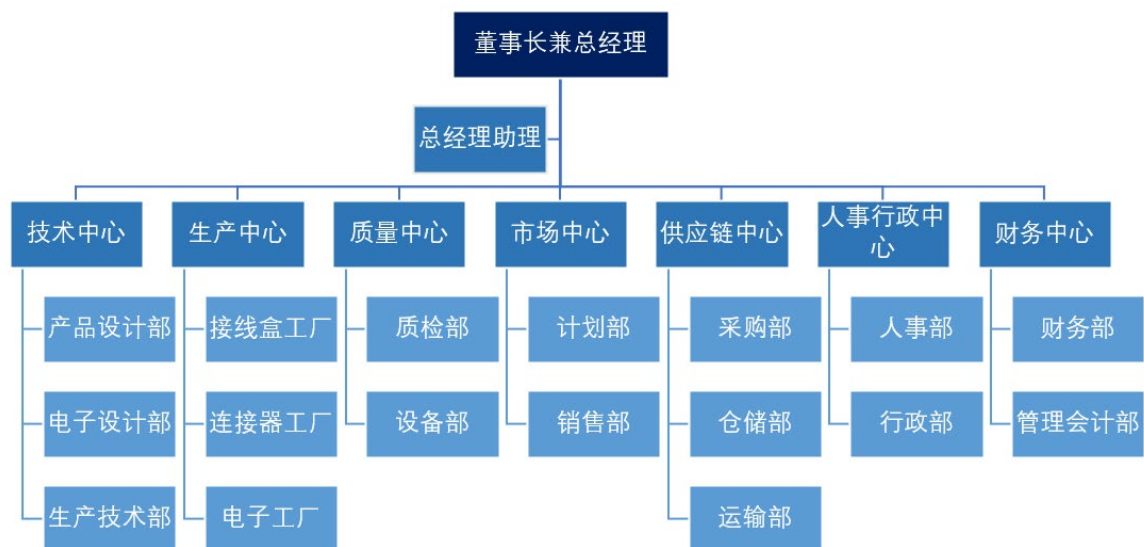 董事长兼总经理
总经理助理
技术中心
生产中心
质量中心
市场中心
供应链中心
人事行政中
心
财务中心
产品设计部
接线盒工厂
质检部
计划部
采购部
人事部
财务部
电子设计部
连接器工厂
设备部
销售部
仓储部
行政部
管理会计部
生产技术部
电子工厂
运输部